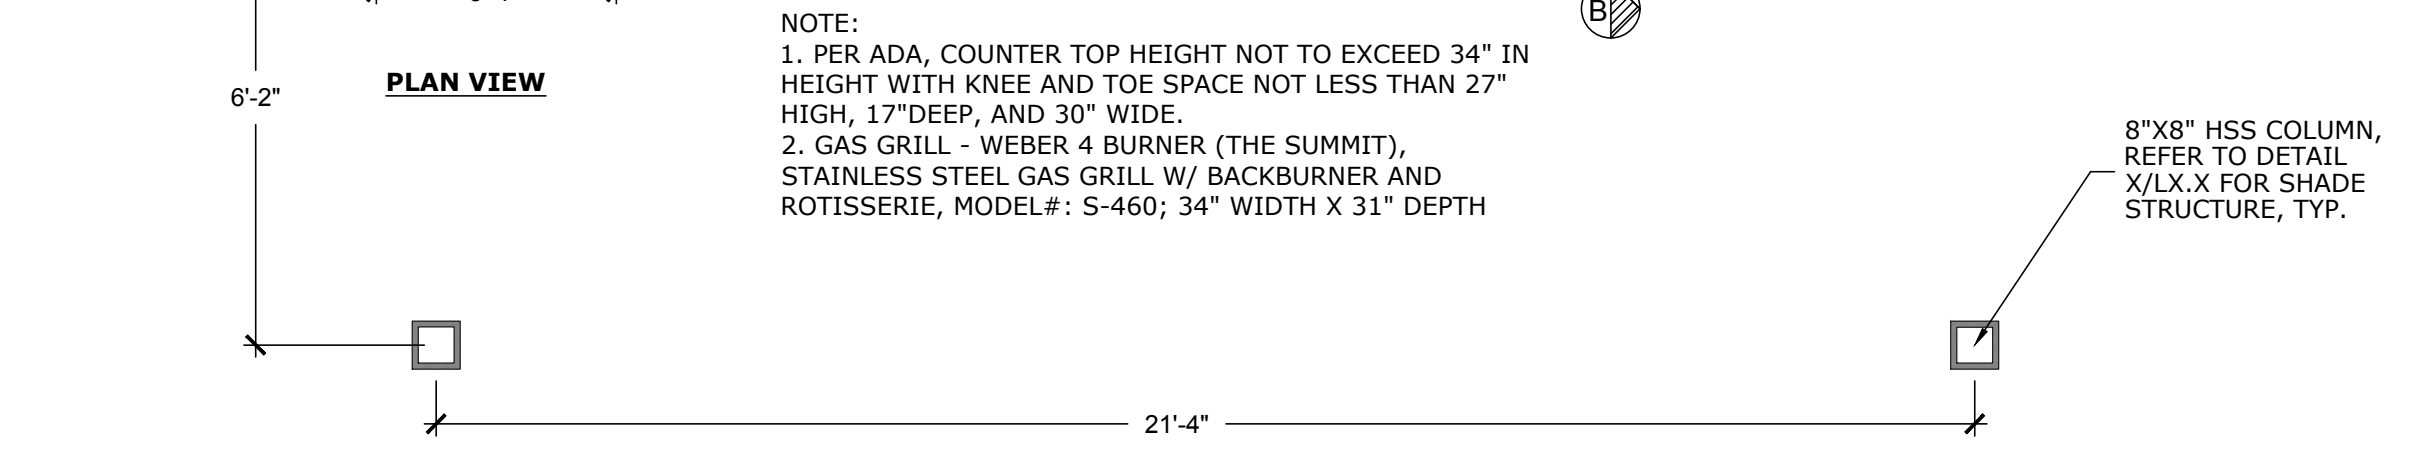 B
NOTE:
1. PER ADA, COUNTER TOP HEIGHT NOT TO EXCEED 34" IN
HEIGHT WITH KNEE AND TOE SPACE NOT LESS THAN 27"
HIGH, 17"DEEP, AND 30" WIDE.
2. GAS GRILL - WEBER 4 BURNER (THE SUMMIT),
STAINLESS STEEL GAS GRILL W/ BACKBURNER AND
ROTISSERIE, MODEL#: S-460; 34" WIDTH X 31" DEPTH
PLAN VIEW
6'-2"
8"X8" HSS COLUMN,
REFER TO DETAIL
X/LX.X FOR SHADE
STRUCTURE, TYP.
21'-4"